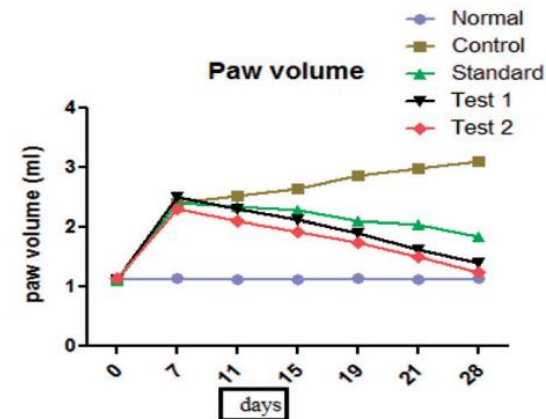 Normal
Control
Standard
Test 1
Test 2
Paw volume
paw volume (ml)
4
3
2
1
0
0 7 11 15 19 21 28
days